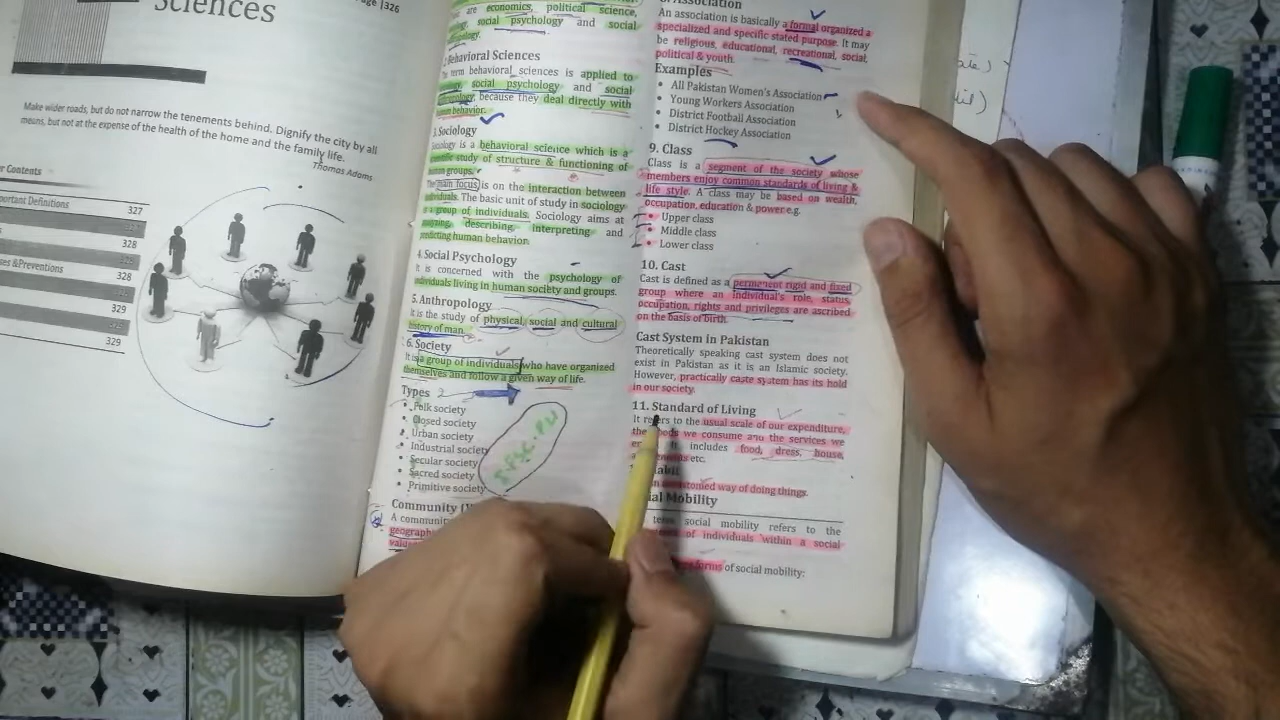 Sciences
Page |326
Make wider roads, but do not narrow the tenements behind. Dignify the city by all
means, but not at the expense of the health of the home and the family life.
Thomas Adams
Contents
Important Definitions 327
328
&Preventions 328
329
329
are economics, political science,
social psychology and social
Behavioral Sciences
term behavioral sciences is applied to
social psychology and social
because they deal directly with
human behavior.
3. Sociology
Sociology is a behavioral science which is a
scientific study of structure & functioning of
human groups.
The main focus is on the interaction between
individuals. The basic unit of study in sociology
is a group of individuals. Sociology aims at
describing, interpreting and
predicting human behavior.
4. Social Psychology
It is concerned with the psychology of
individuals living in human society and groups.
5. Anthropology
It is the study of physical, social and cultural
history of man.
6. Society
It is a group of individuals who have organized
themselves and follow a given way of life.
Types 2
• Folk society
• Closed society
• Urban society
• Industrial society
• Secular society
• Sacred society
• Primitive society
Community
A communit
geograph
Association
An association is basically a formal organized a
specialized and specific stated purpose. It may
be religious, educational, recreational, social,
political & youth.
Examples
• All Pakistan Women's Association
• Young Workers Association
• District Football Association
• District Hockey Association
9. Class
Class is a segment of the society whose
members enjoy common standards of living &
life style. A class may be based on wealth,
occupation, education & power e.g.
• Upper class
• Middle class
• Lower class
10. Cast
Cast is defined as a permenent rigid and fixed
group where an individual's role, status,
occupation, rights and privileges are ascribed
on the basis of birth.
Cast System in Pakistan
Theoretically speaking cast system does not
exist in Pakistan as it is an Islamic society.
However, practically caste system has its hold
in our society.
11. Standard of Living
It refers to the usual scale of our expenditure,
the goods we consume and the services we
It includes food, dress, house,
etc.
accustomed way of doing things.
Mobility
term social mobility refers to the
of individuals within a social
forms of social mobility: